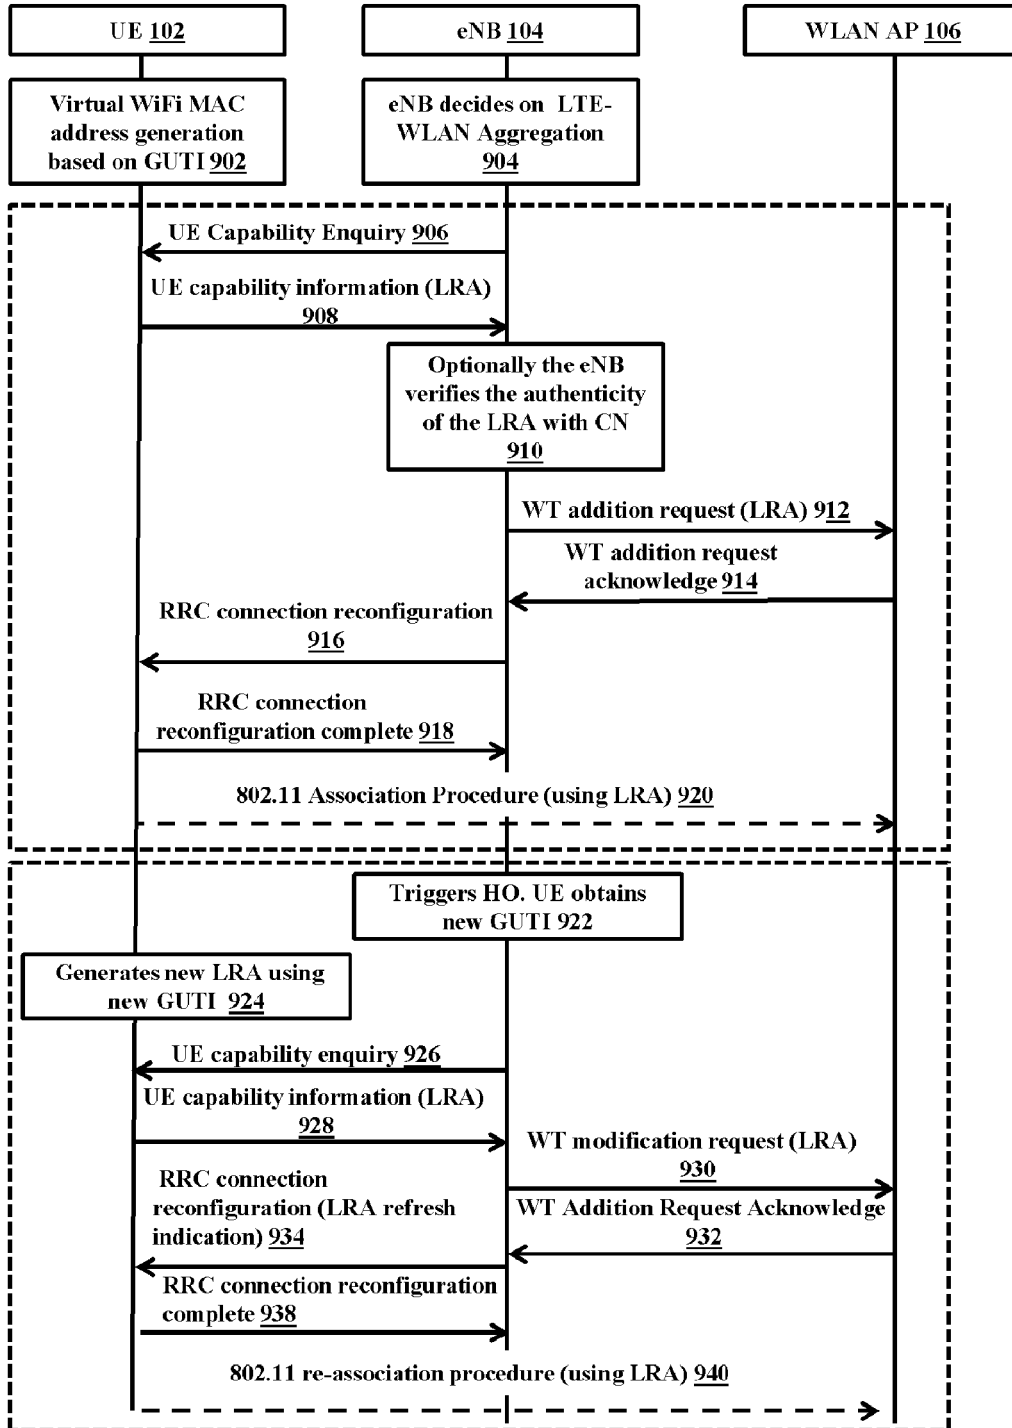 UE 102
eNB 104
WLAN AP 106
Virtual WiFi MAC
address generation
based on GUTI 902
eNB decides on LTE-
WLAN Aggregation
904
UE Capability Enquiry 906
UE capability information (LRA)
908
Optionally the eNB
verifies the authenticity
of the LRA with CN
910
WT addition request (LRA) 912
WT addition request
acknowledge 914
RRC connection reconfiguration
916
RRC connection
reconfiguration complete 918
802.11 Association Procedure (using LRA) 920
Triggers HO. UE obtains
new GUTI 922
Generates new LRA using
new GUTI 924
UE capability enquiry 926
UE capability information (LRA)
928
WT modification request (LRA)
930
RRC connection
reconfiguration (LRA refresh
indication) 934
WT Addition Request Acknowledge
932
RRC connection reconfiguration
complete 938
802.11 re-association procedure (using LRA) 940